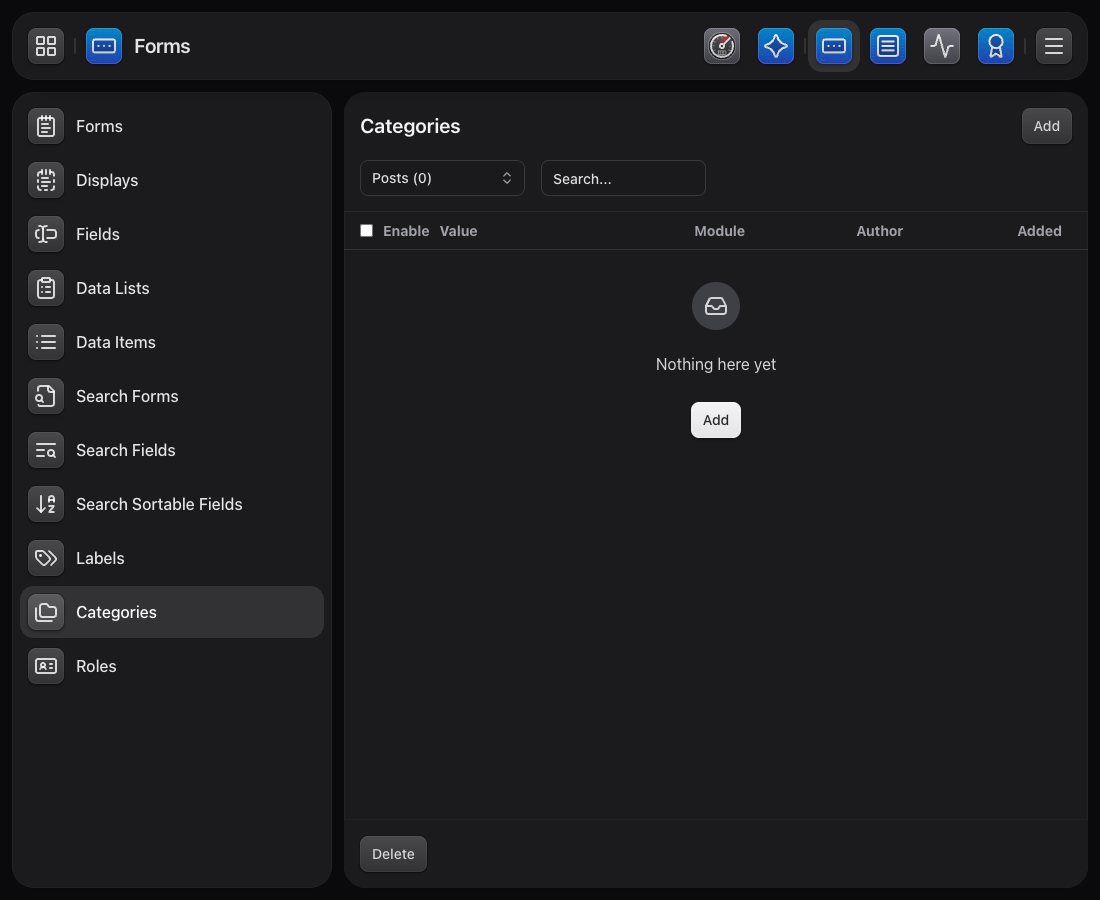 Forms
Forms
Displays
Fields
Data Lists
Data Items
Search Forms
Search Fields
Search Sortable Fields
Labels
Categories
Roles
Categories
Add
Posts (0)
Search...
Enable Value Module Author Added
Nothing here yet
Add
Delete